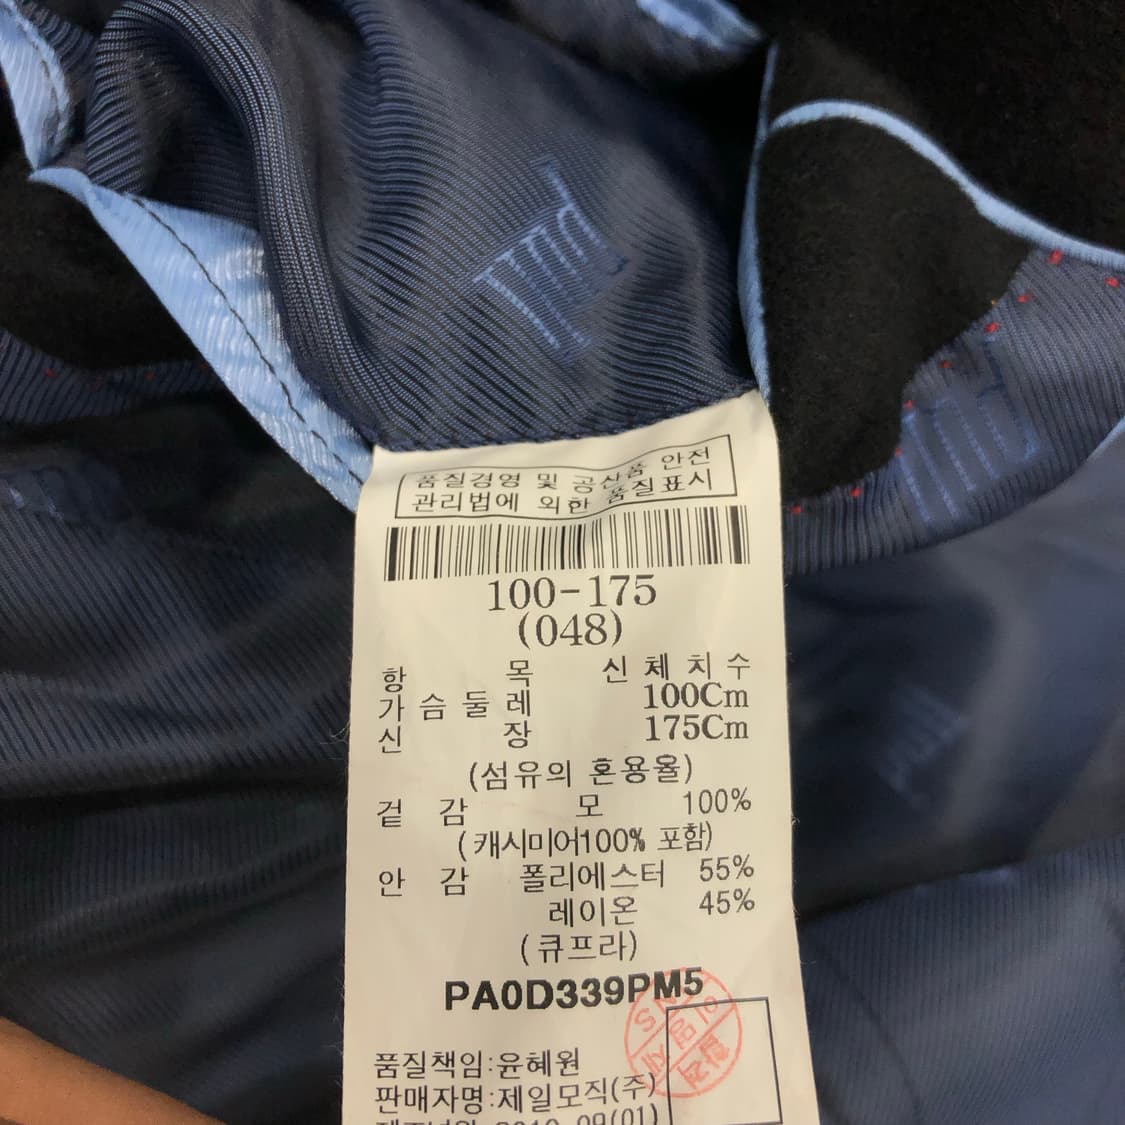 품질경영 및 공산품 안전
관리법에 의한 품질표시
100-175
(048)
항 목 신체치수
가슴둘레 100Cm
신 장 175Cm
(섬유의 혼용율)
겉 감 모 100%
(캐시미어100% 포함)
안 감 폴리에스터 55%
레이온 45%
(큐프라)
PA0D339PM5
품질책임:윤혜원
판매자명:제일모직(주)